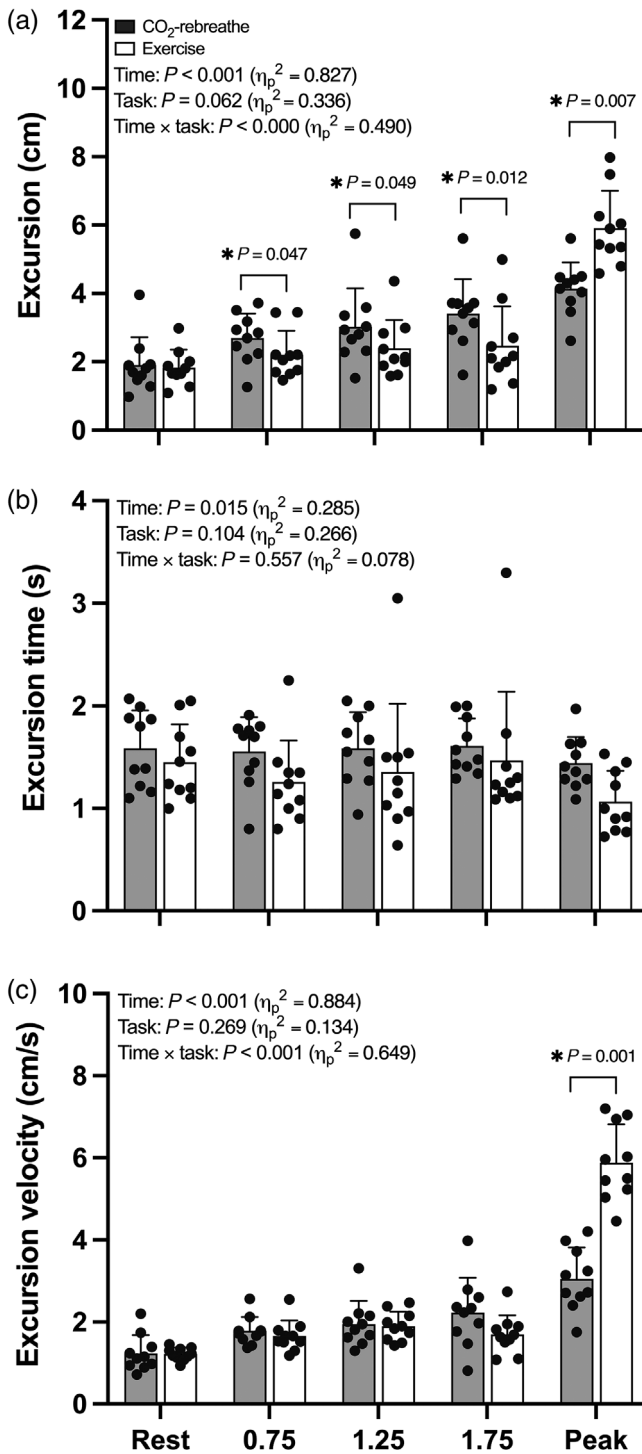 (a)
CO₂-rebreathe
Exercise
Time: P < 0.001 (ηp² = 0.827)
Task: P = 0.062 (ηp² = 0.336)
Time × task: P < 0.000 (ηp² = 0.490)
12
10
8
6
4
2
0
Excursion (cm)
✱ P = 0.047
✱ P = 0.049
✱ P = 0.012
✱ P = 0.007
(b)
Time: P = 0.015 (ηp² = 0.285)
Task: P = 0.104 (ηp² = 0.266)
Time × task: P = 0.557 (ηp² = 0.078)
4
3
2
1
0
Excursion time (s)
(c)
Time: P < 0.001 (ηp² = 0.884)
Task: P = 0.269 (ηp² = 0.134)
Time × task: P < 0.001 (ηp² = 0.649)
10
8
6
4
2
0
Excursion velocity (cm/s)
✱ P = 0.001
Rest 0.75 1.25 1.75 Peak